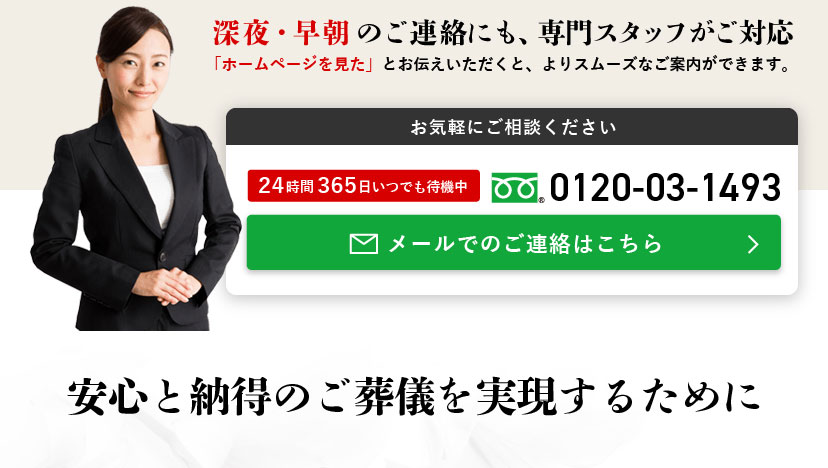 深夜・早朝のご連絡にも、専門スタッフがご対応
「ホームページを見た」とお伝えいただくと、よりスムーズなご案内ができます。
お気軽にご相談ください
24時間365日いつでも待機中
0120-03-1493
メールでのご連絡はこちら
安心と納得のご葬儀を実現するために